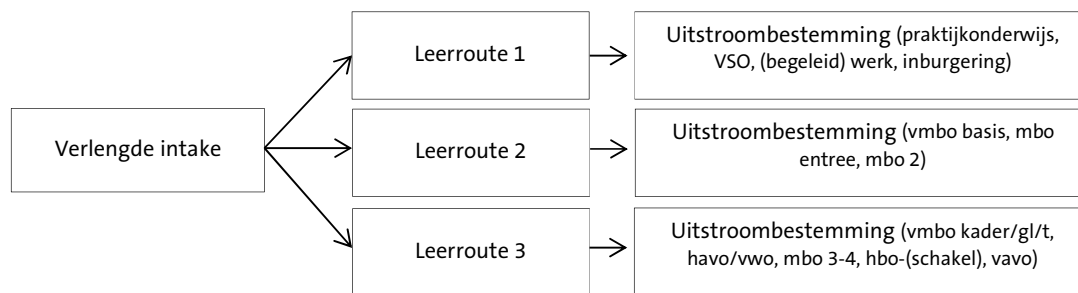 Verlengde intake
Leerroute 1
Uitstroombestemming (praktijkonderwijs,
VSO, (begeleid) werk, inburgering)
Leerroute 2
Uitstroombestemming (vmbo basis, mbo
entree, mbo 2)
Leerroute 3
Uitstroombestemming (vmbo kader/gl/t,
havo/vwo, mbo 3-4, hbo-(schakel), vavo)